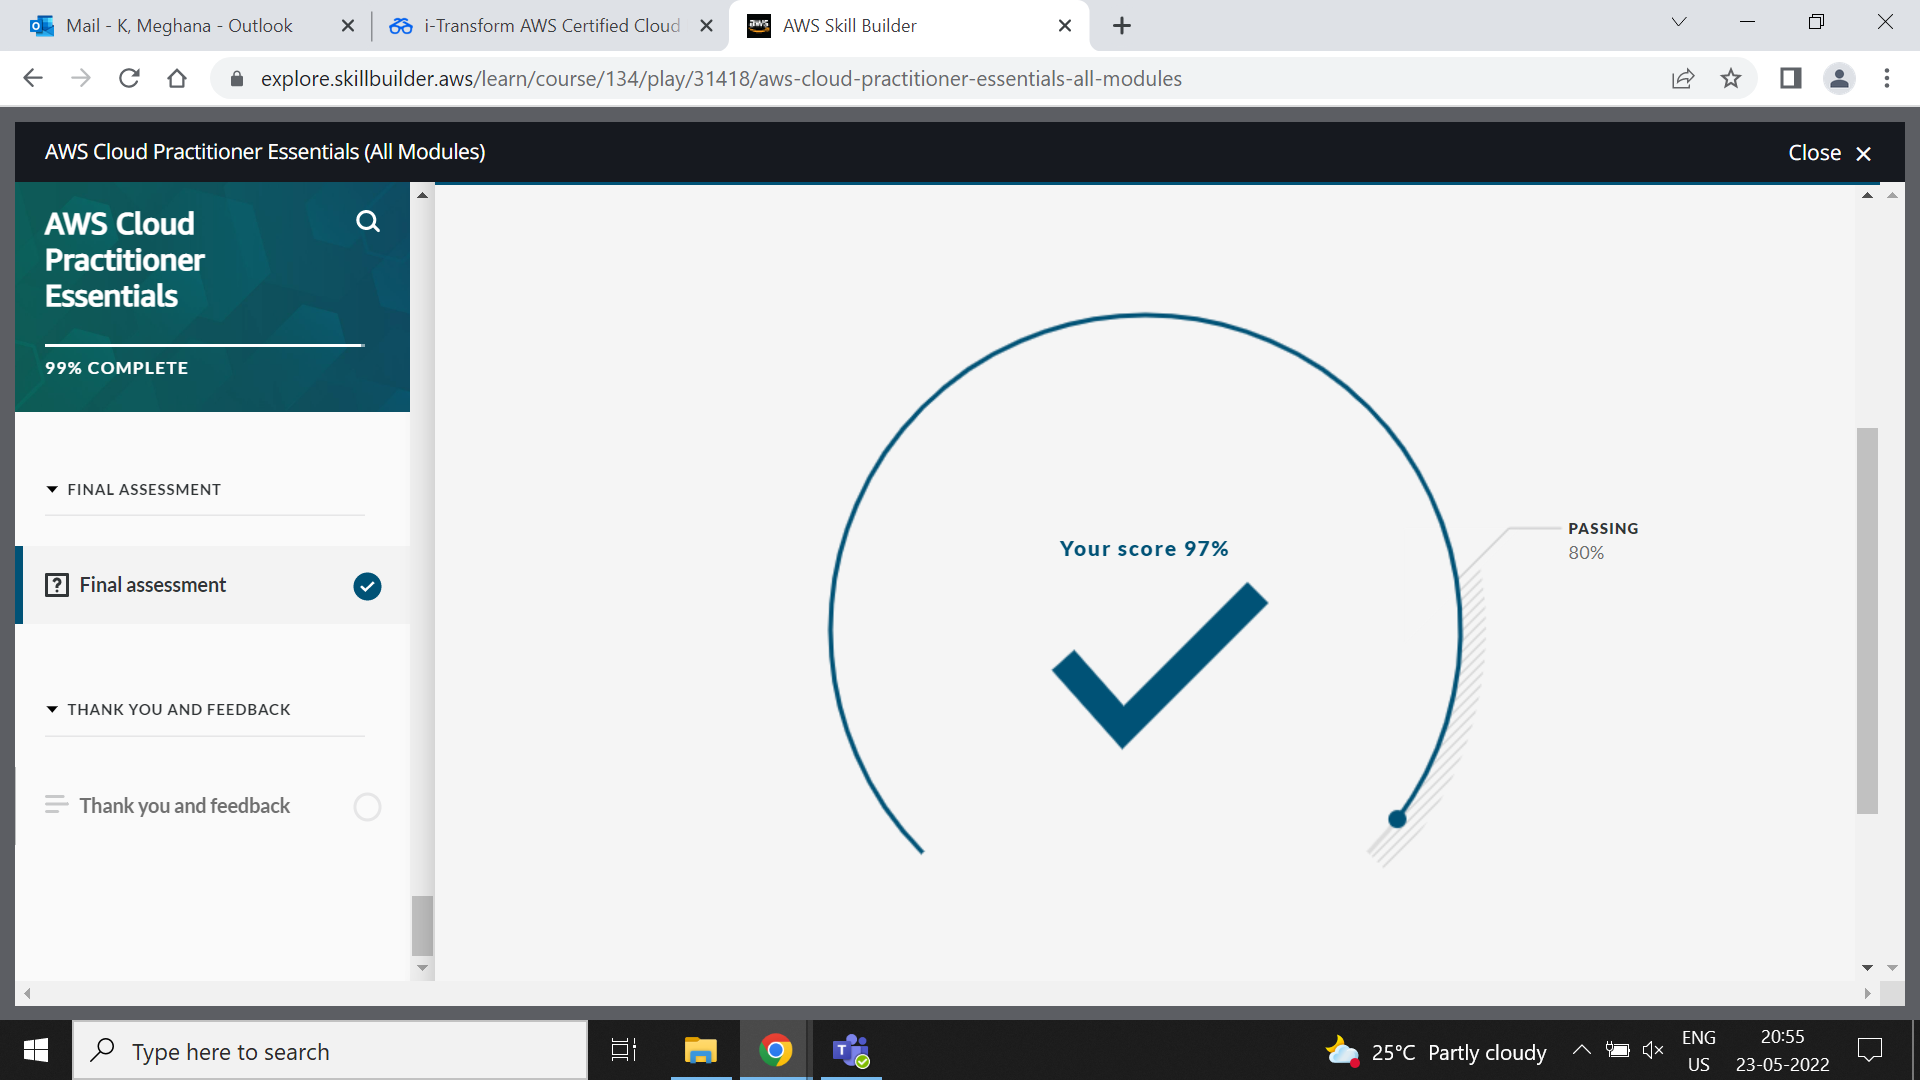 Mail - K, Meghana - Outlook
i-Transform AWS Certified Cloud
aws
AWS Skill Builder
explore.skillbuilder.aws/learn/course/134/play/31418/aws-cloud-practitioner-essentials-all-modules
AWS Cloud Practitioner Essentials (All Modules)
Close
AWS Cloud
Practitioner
Essentials
99% COMPLETE
FINAL ASSESSMENT
Final assessment
THANK YOU AND FEEDBACK
Thank you and feedback
Your score 97%
PASSING
80%
Type here to search
25°C Partly cloudy
ENG
US
20:55
23-05-2022